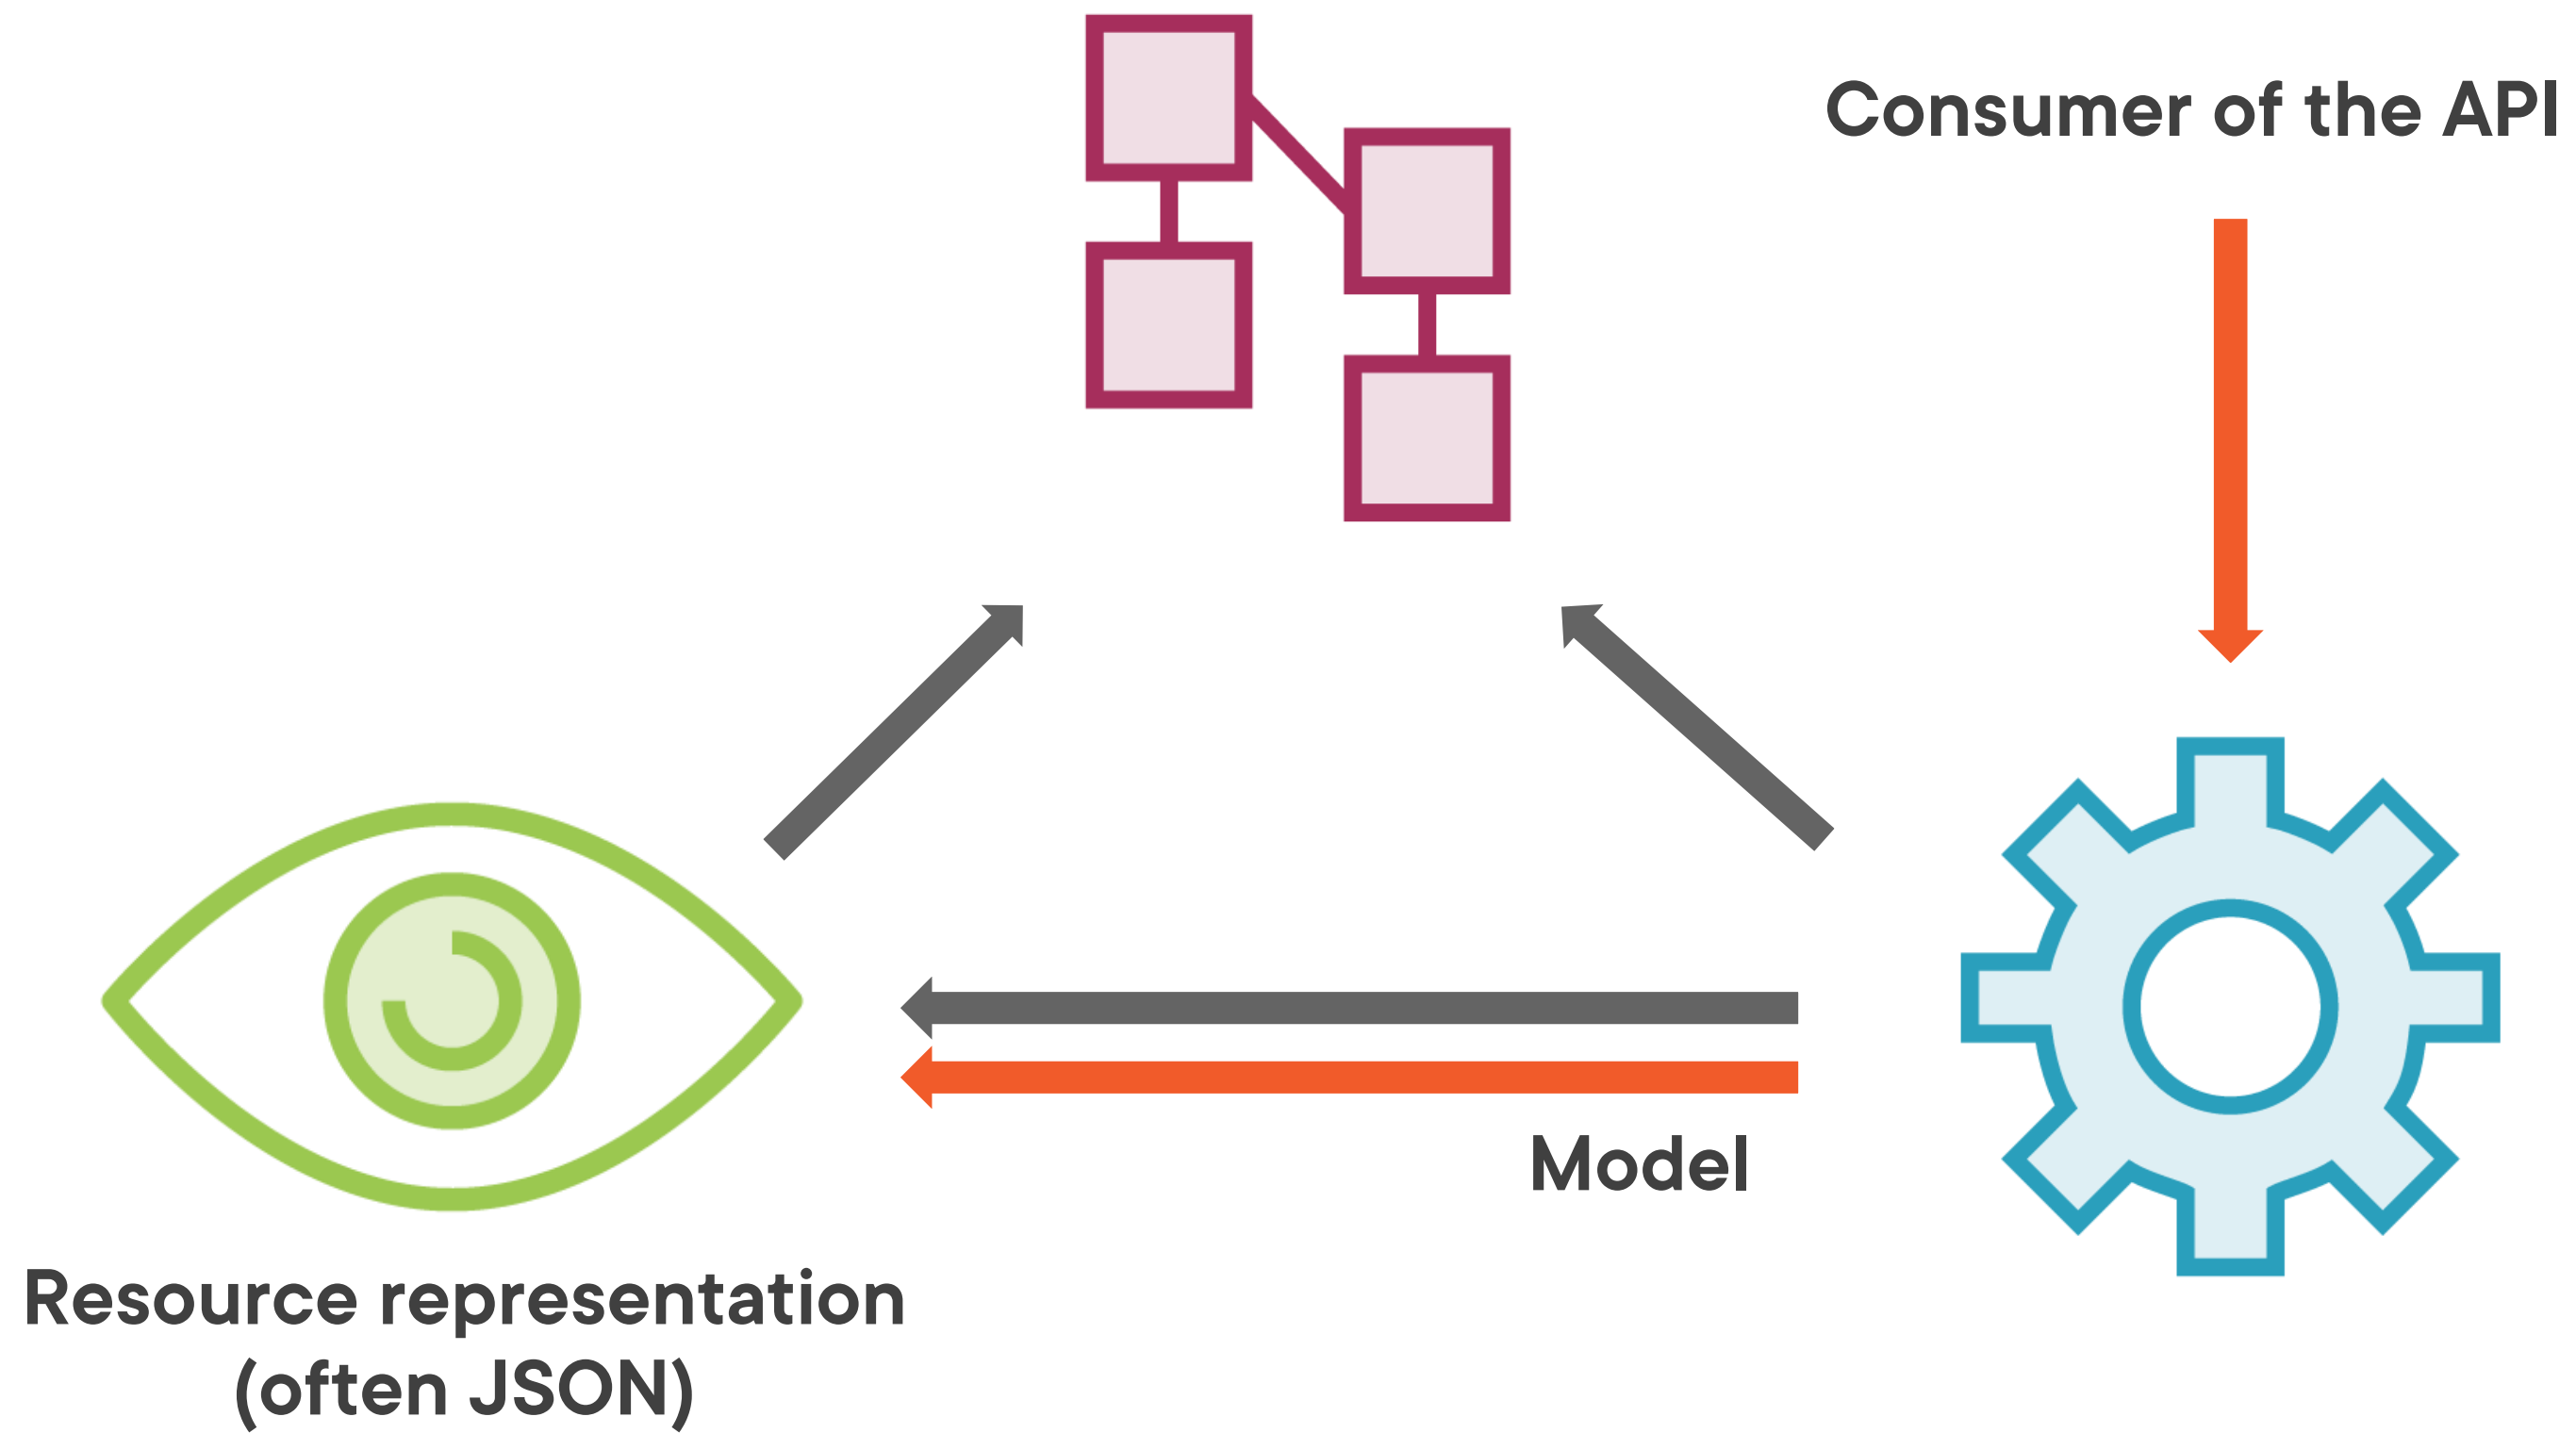 Consumer of the API
Model
Resource representation
(often JSON)